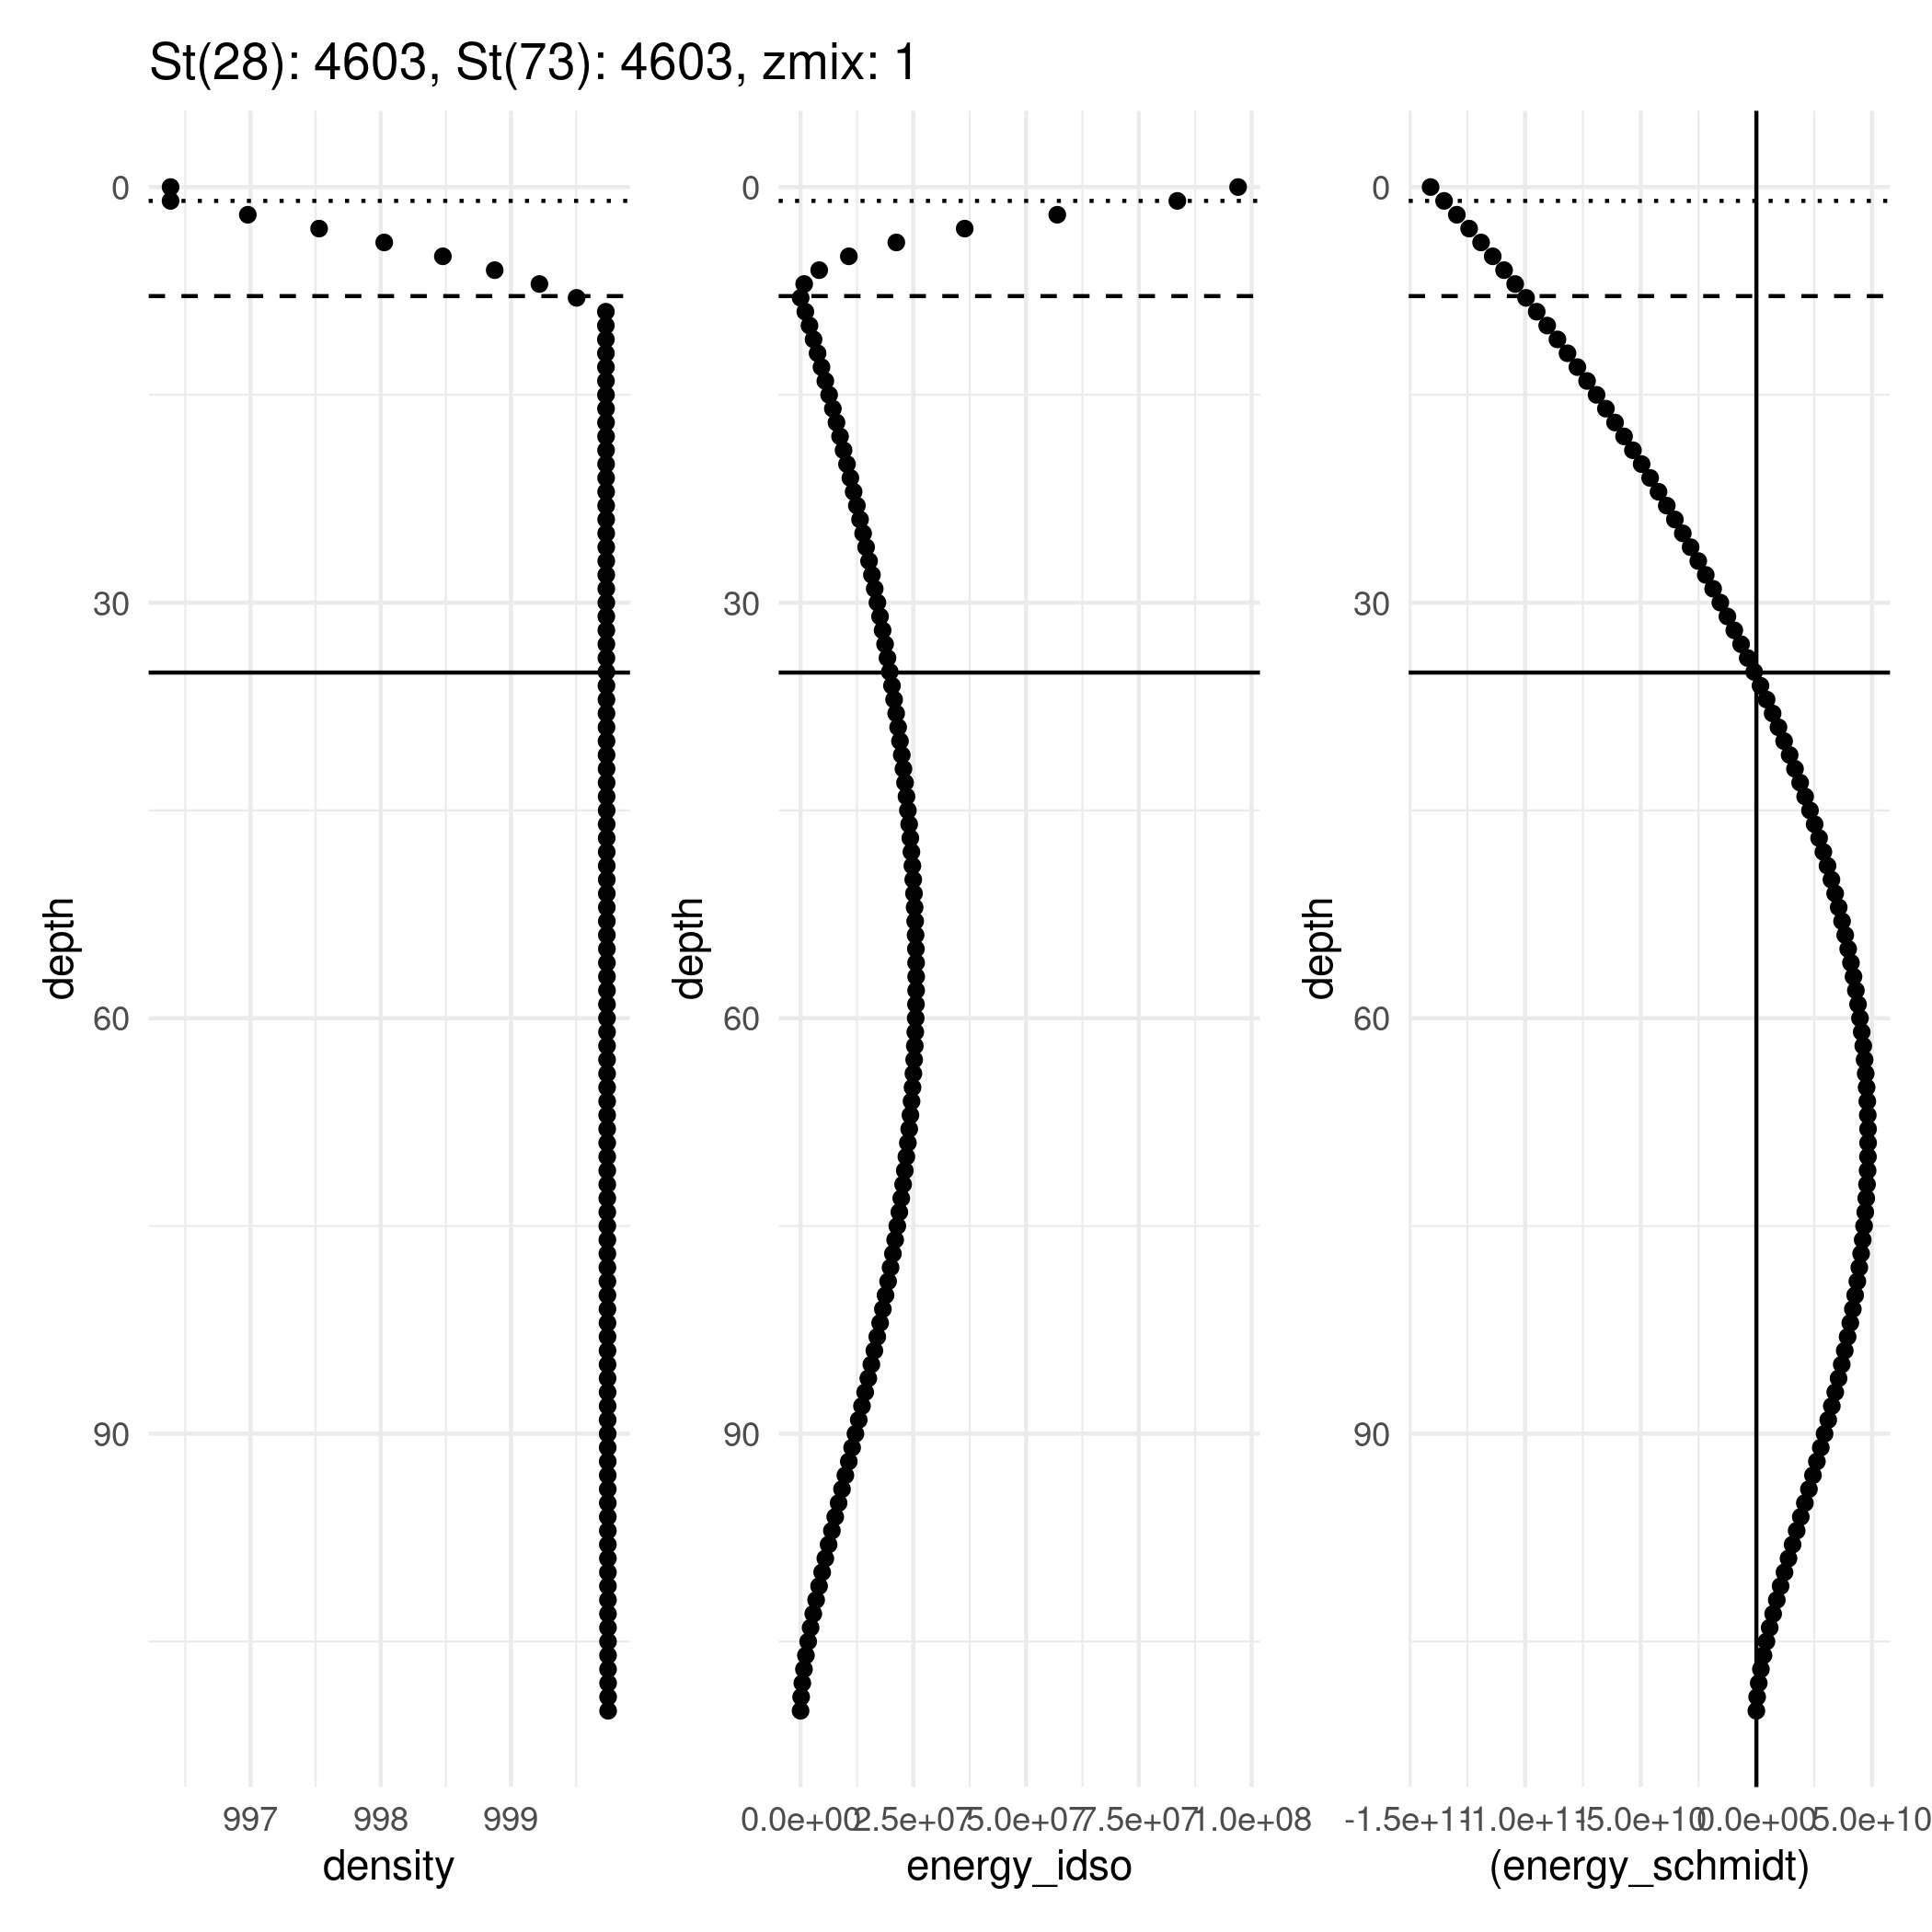 St(28): 4603, St(73): 4603, zmix: 1
0
30
60
90
depth
997
998
999
density
0
30
60
90
depth
0.0e+00
2.5e+07
5.0e+07
7.5e+07
1.0e+08
energy_idso
0
30
60
90
depth
-1.5e+11
-1.0e+11
-5.0e+10
0.0e+00
5.0e+10
(energy_schmidt)